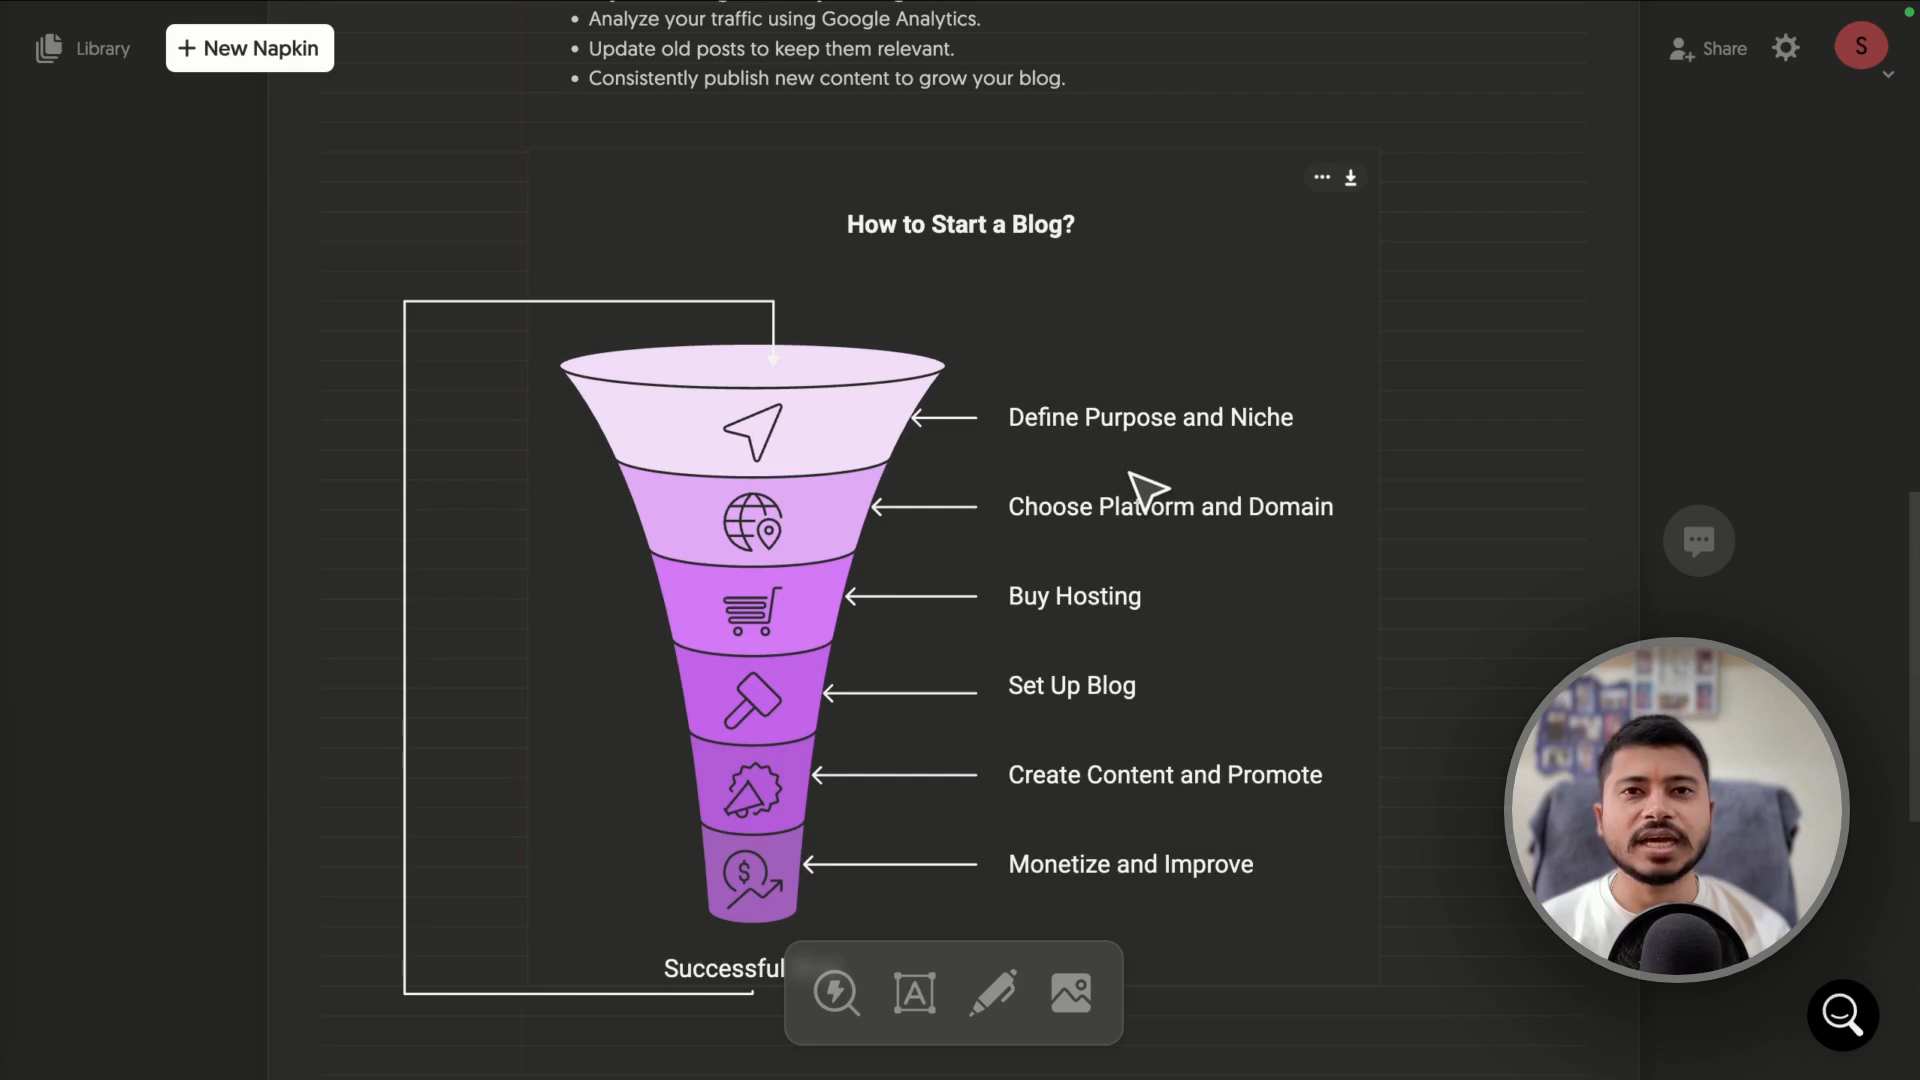 Analyze your traffic using Google Analytics.
Library
+ New Napkin
Update old posts to keep them relevant.
Share
S
Consistently publish new content to grow your blog.
How to Start a Blog?
Define Purpose and Niche
Choose Platform and Domain
Buy Hosting
Set Up Blog
Create Content and Promote
$
Monetize and Improve
Successful
A